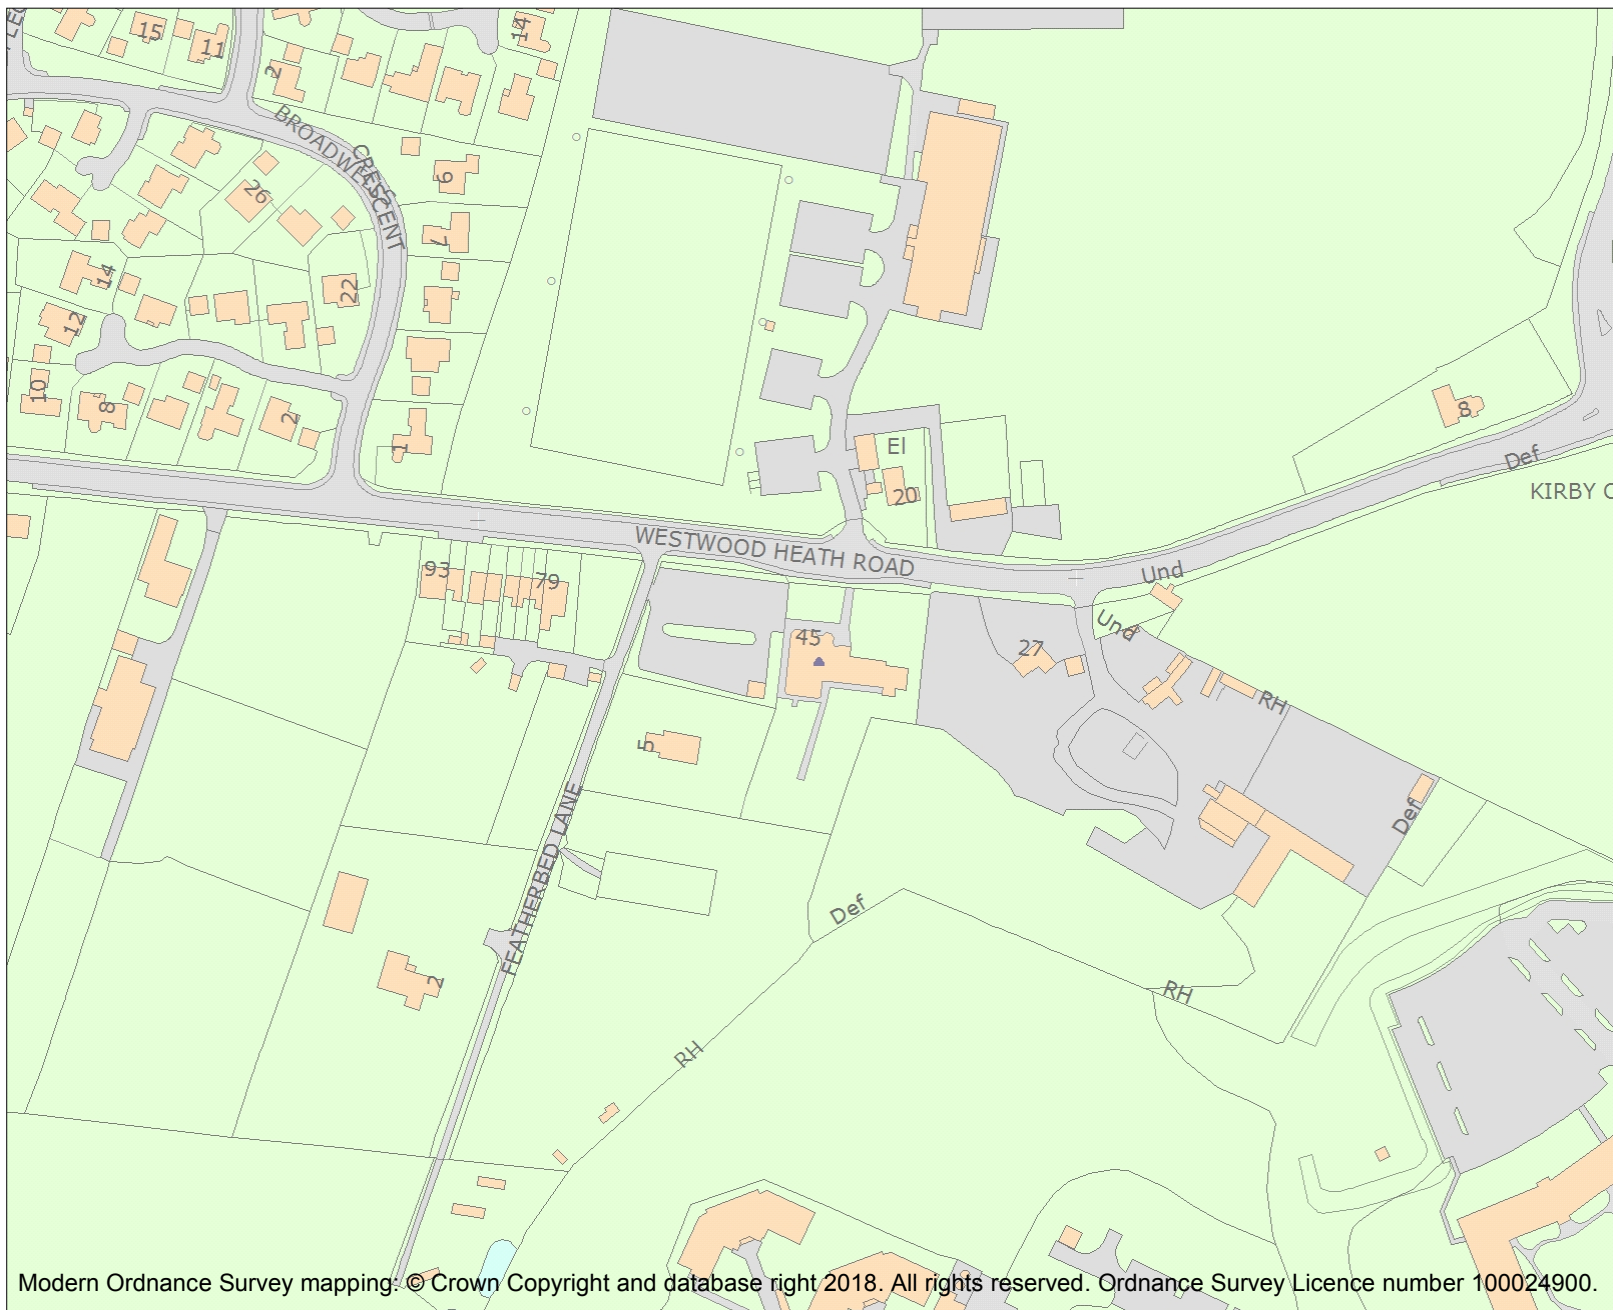 15
11
2
14
BROADWELLS
CRESCENT
26
6
7
14
22
12
10
8
2
1
El
20
8
Def
KIRBY C
WESTWOOD HEATH ROAD
Und
93
79
45
Und
27
RH
5
FEATHERBED LANE
Def
Def
2
RH
RH
Modern Ordnance Survey mapping: © Crown Copyright and database right 2018. All rights reserved. Ordnance Survey Licence number 100024900.